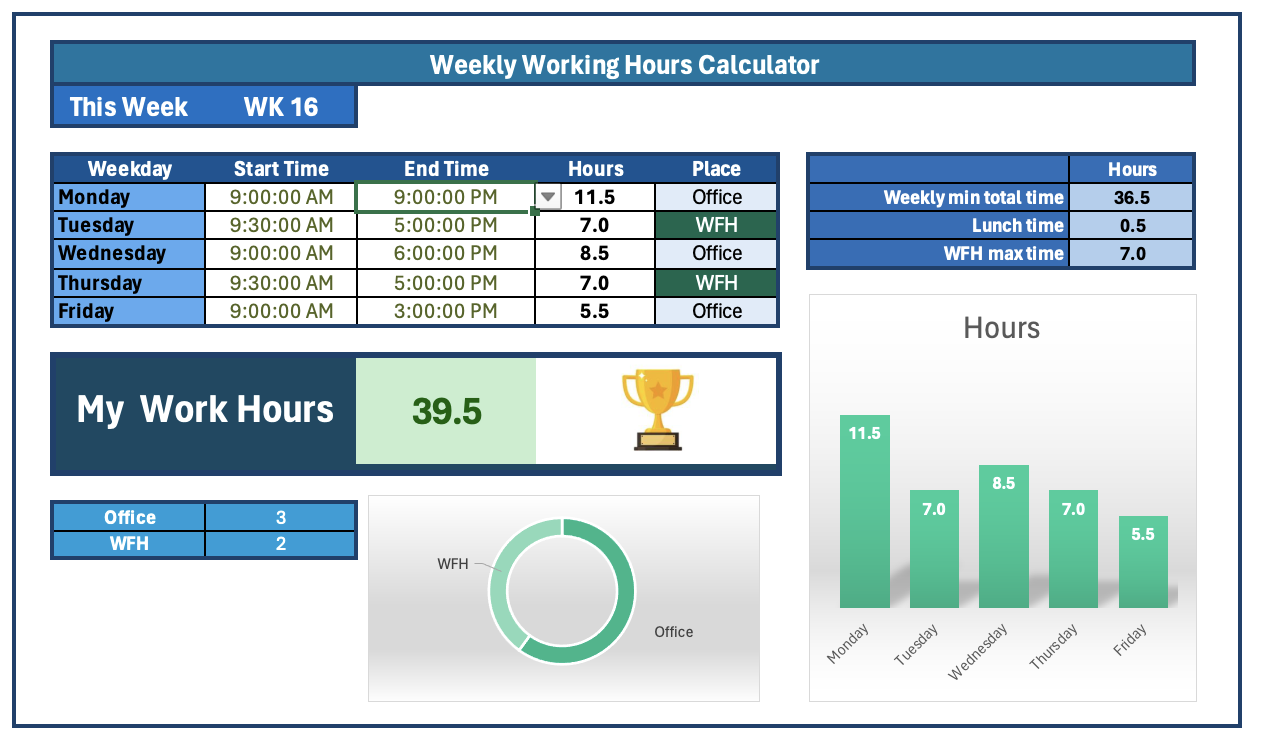 Weekly Working Hours Calculator
This Week WK 16
Weekday Start Time End Time Hours Place
Monday 9:00:00 AM 9:00:00 PM 11.5 Office
Tuesday 9:30:00 AM 5:00:00 PM 7.0 WFH
Wednesday 9:00:00 AM 6:00:00 PM 8.5 Office
Thursday 9:30:00 AM 5:00:00 PM 7.0 WFH
Friday 9:00:00 AM 3:00:00 PM 5.5 Office
Hours
Weekly min total time 36.5
Lunch time 0.5
WFH max time 7.0
My Work Hours 39.5
Office 3
WFH 2
WFH
Office
Hours
11.5
7.0
8.5
7.0
5.5
Monday
Tuesday
Wednesday
Thursday
Friday